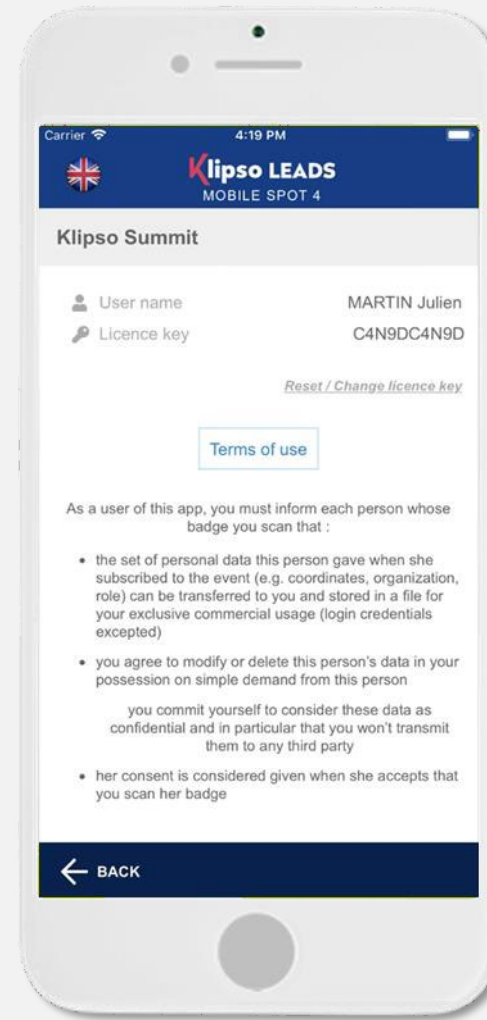 Carrier 4:19 PM
Klipso LEADS
MOBILE SPOT 4
Klipso Summit
User name MARTIN Julien
Licence key C4N9DC4N9D
Reset / Change licence key
Terms of use
As a user of this app, you must inform each person whose
badge you scan that :
• the set of personal data this person gave when she
subscribed to the event (e.g. coordinates, organization,
role) can be transferred to you and stored in a file for
your exclusive commercial usage (login credentials
excepted)
• you agree to modify or delete this person's data in your
possession on simple demand from this person
you commit yourself to consider these data as
confidential and in particular that you won't transmit
them to any third party
• her consent is considered given when she accepts that
you scan her badge
BACK